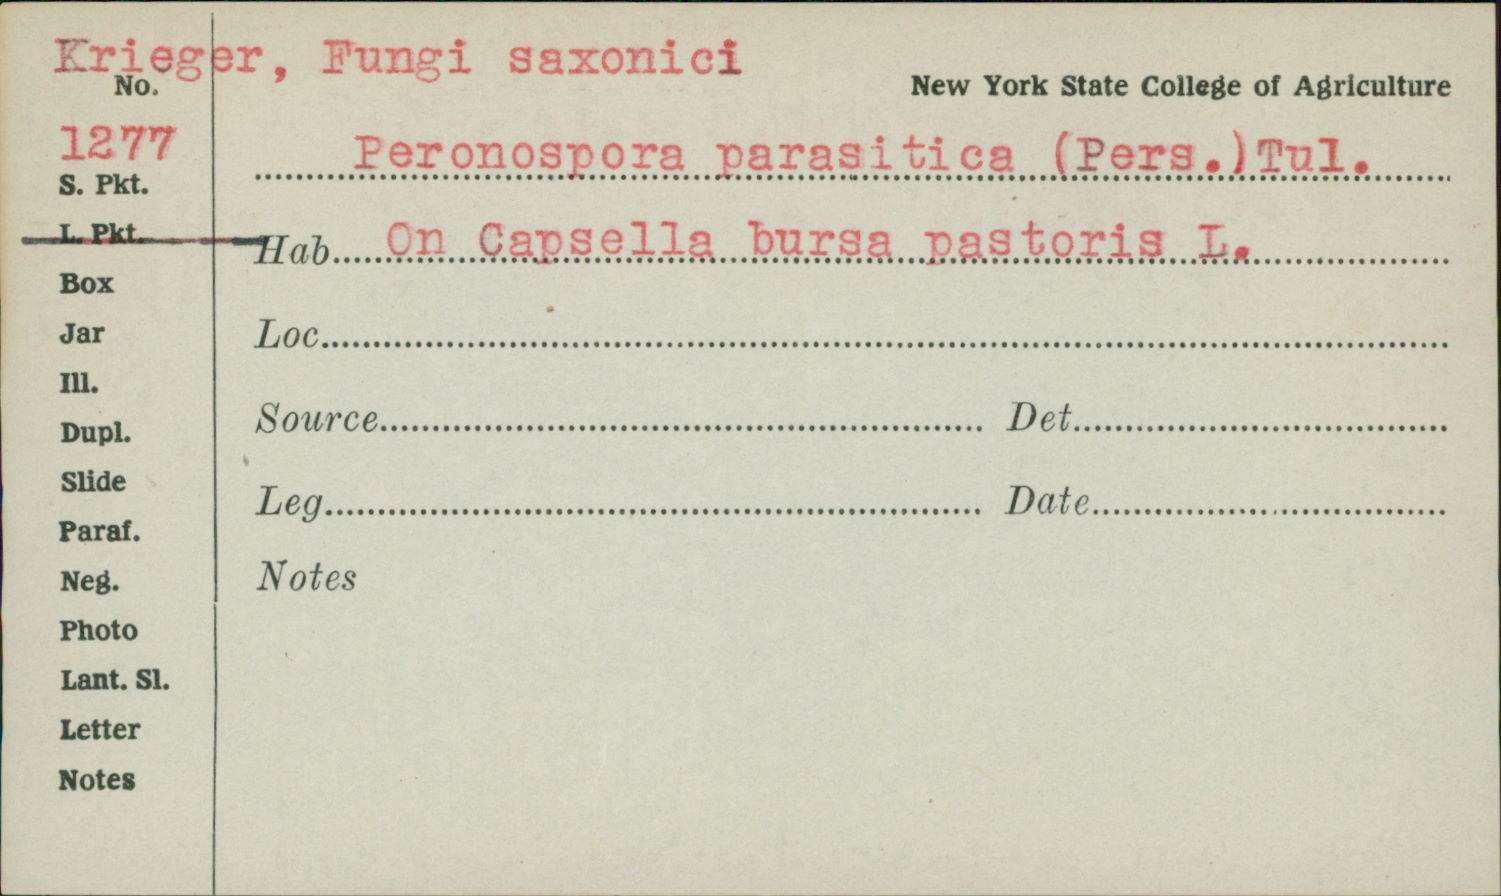 Krieger, Fungi saxonici
No.
New York State College of Agriculture
1277
Peronospora parasitica (Pers.)Tul.
S. Pkt.
L. Pkt.
Hab. On Capsella bursa pastoris L.
Box
Jar
Loc.
Ill.
Dupl.
Source Det.
Slide
Leg. Date
Paraf.
Neg.
Notes
Photo
Lant. Sl.
Letter
Notes